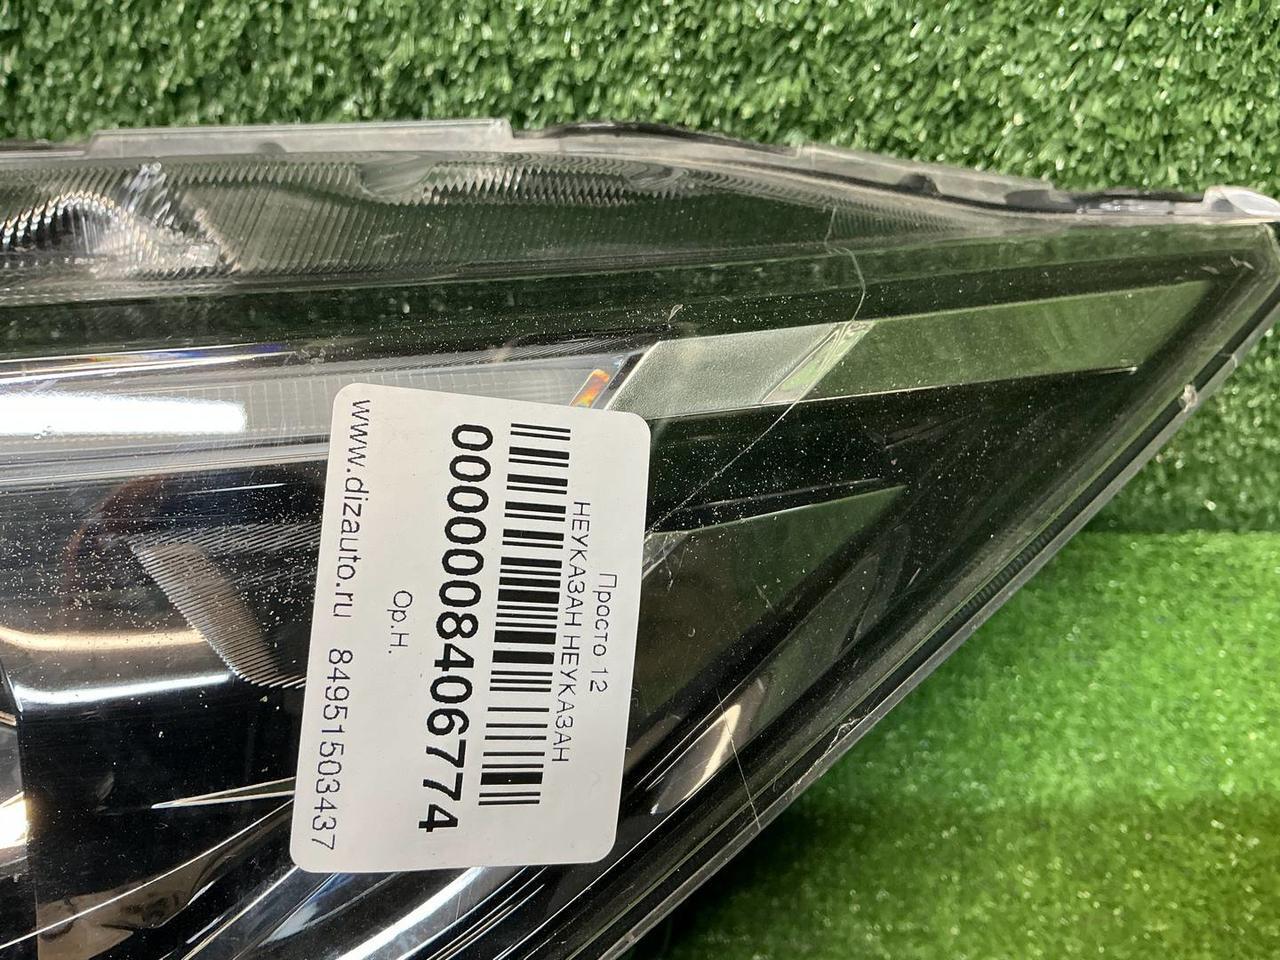 Просто 12
НЕУКАЗАН НЕУКАЗАН
0000008406774
Ор.Н.
www.dizauto.ru 84951503437